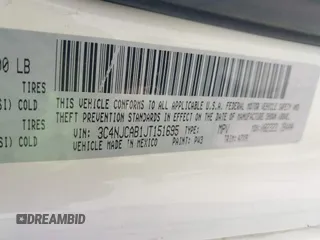 00 LB
TIRES
SI) COLD
TIRES
SI) COLD
THIS VEHICLE CONFORMS TO ALL APPLICABLE U.S.A. FEDERAL MOTOR VEHICLE SAFETY AND
THEFT PREVENTION STANDARDS IN EFFECT ON THE DATE OF MANUFACTURE SHOWN ABOVE.
VIN: 3C4NJCAB1JT151695 TYPE: MPV
VEHICLE MADE IN MEXICO PAINT: PW3 TRIM:
DREAMBID